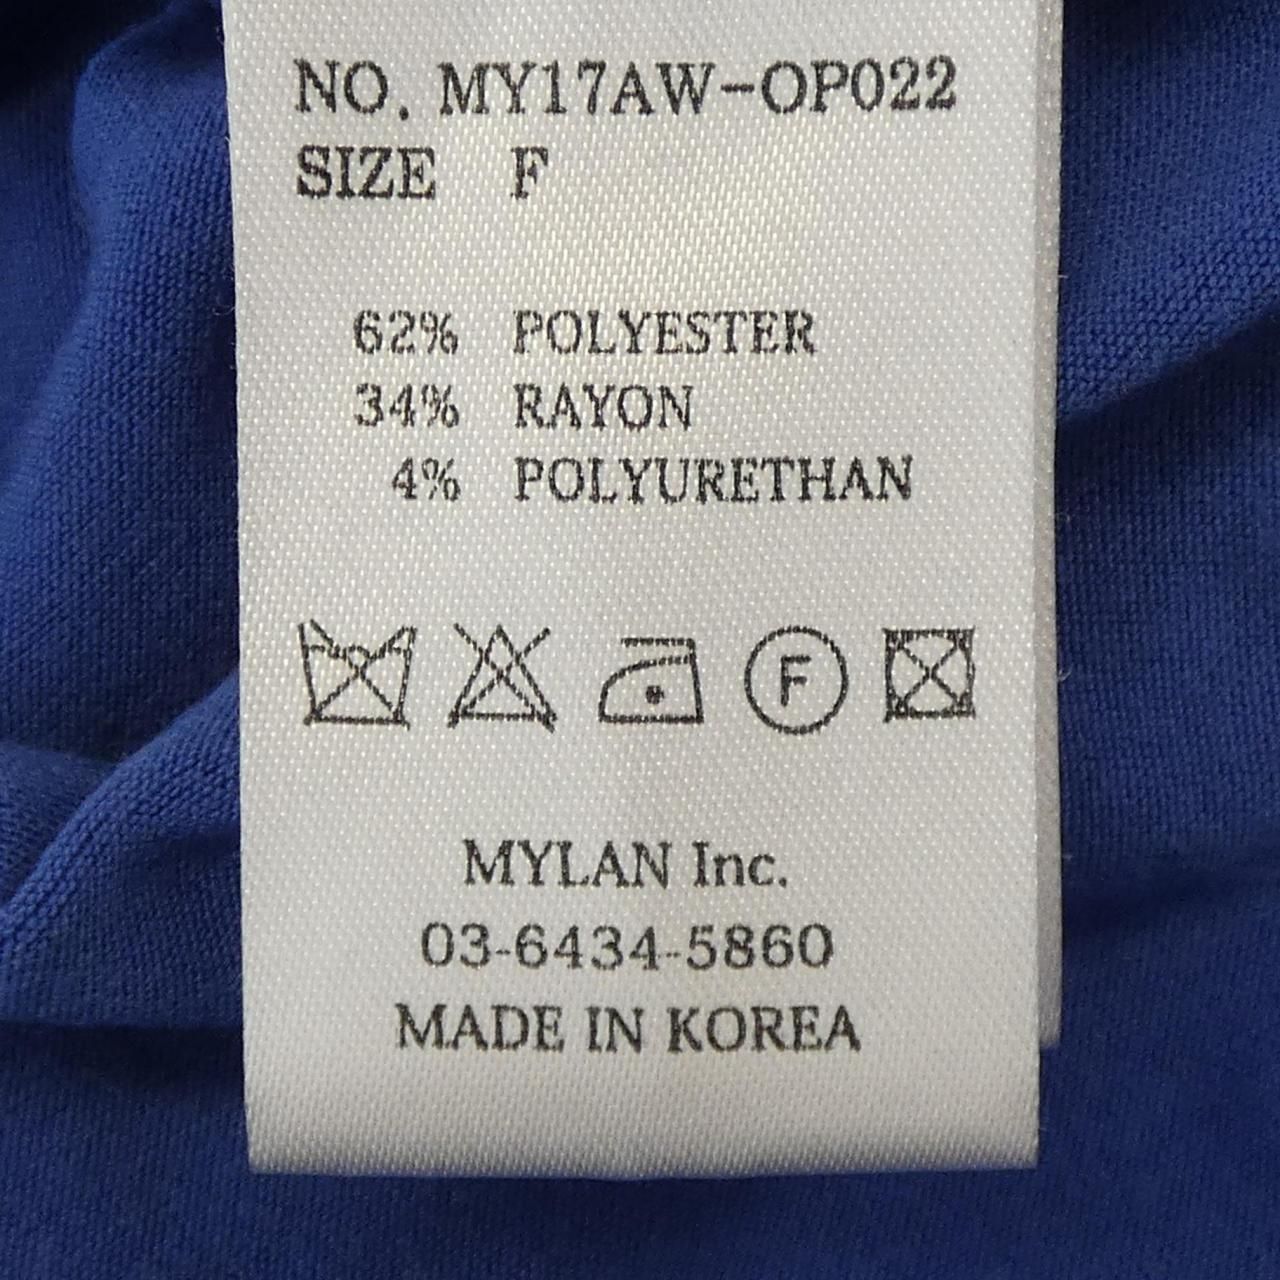 NO. MY17AW-OP022
SIZE F
62% POLYESTER
34% RAYON
4% POLYURETHAN
F
MYLAN Inc.
03-6434-5860
MADE IN KOREA